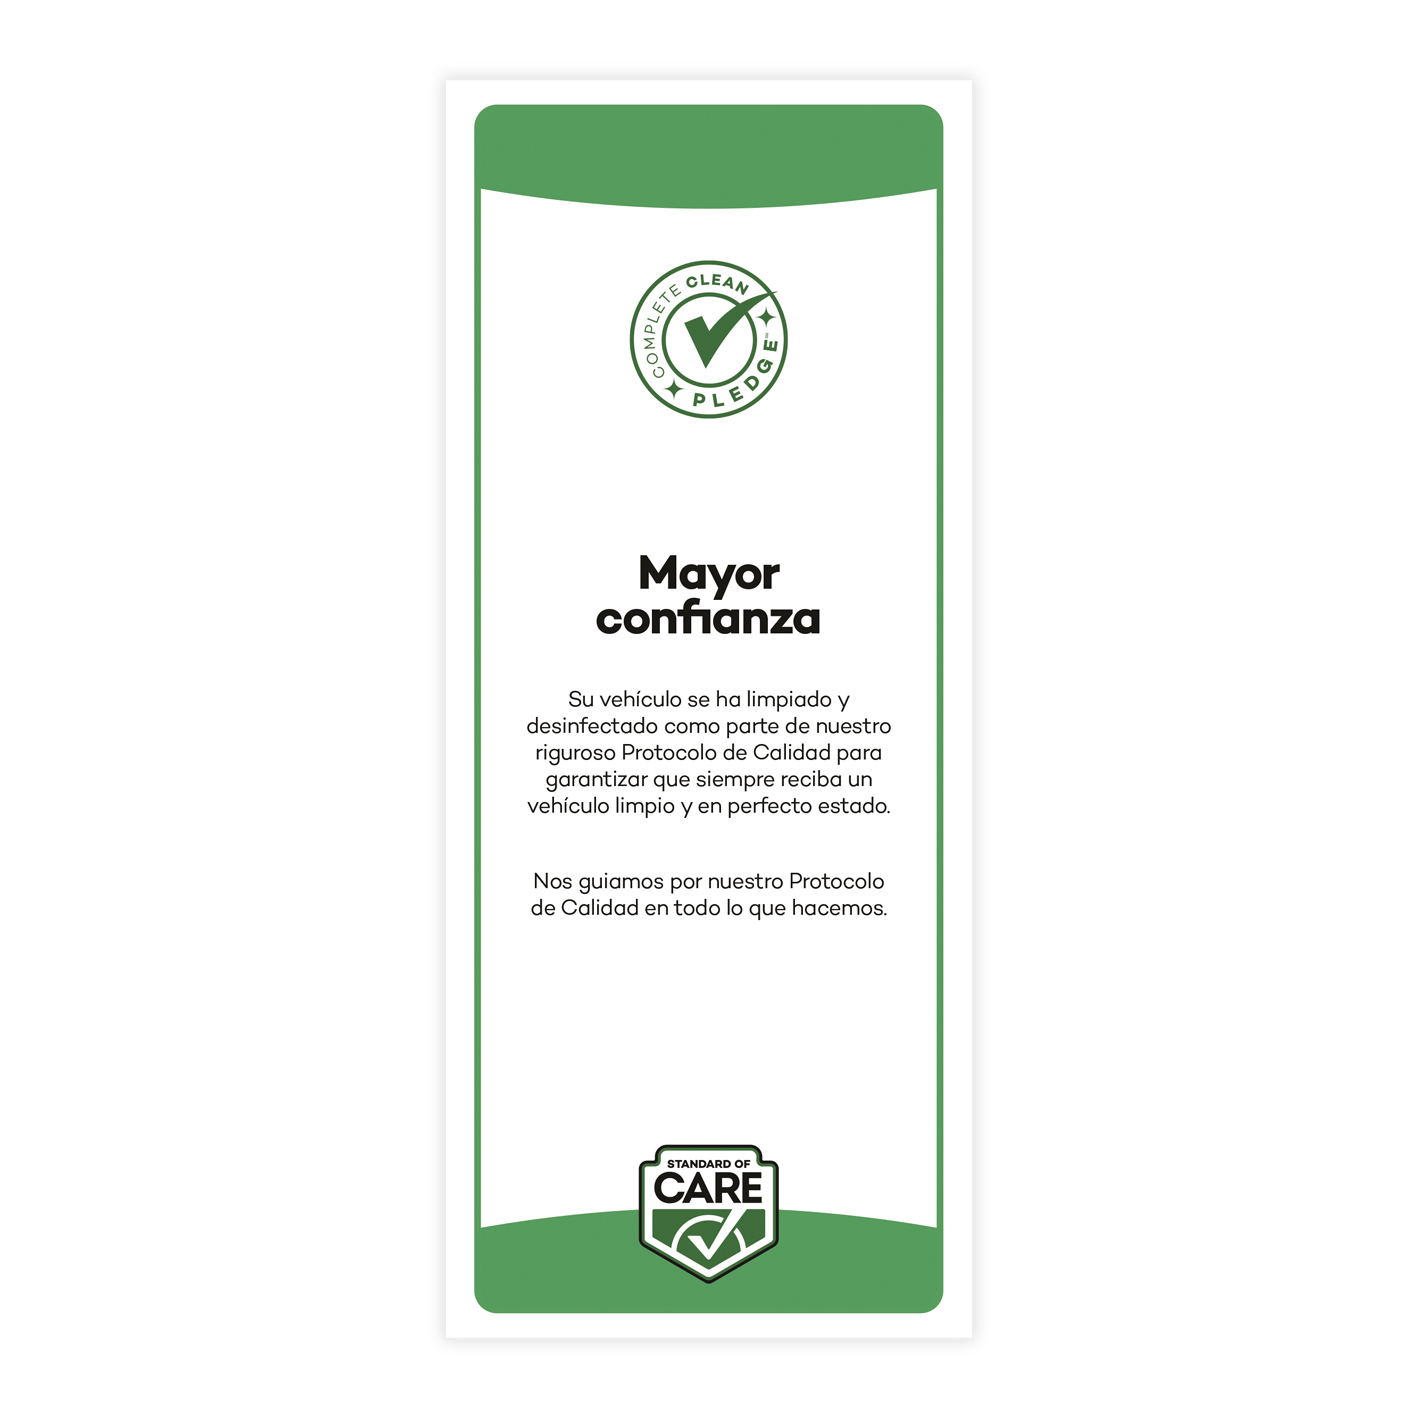 COMPLETE CLEAN
PLEDGE
Mayor
confianza
Su vehículo se ha limpiado y
desinfectado como parte de nuestro
riguroso Protocolo de Calidad para
garantizar que siempre reciba un
vehículo limpio y en perfecto estado.
Nos guiamos por nuestro Protocolo
de Calidad en todo lo que hacemos.
STANDARD OF
CARE